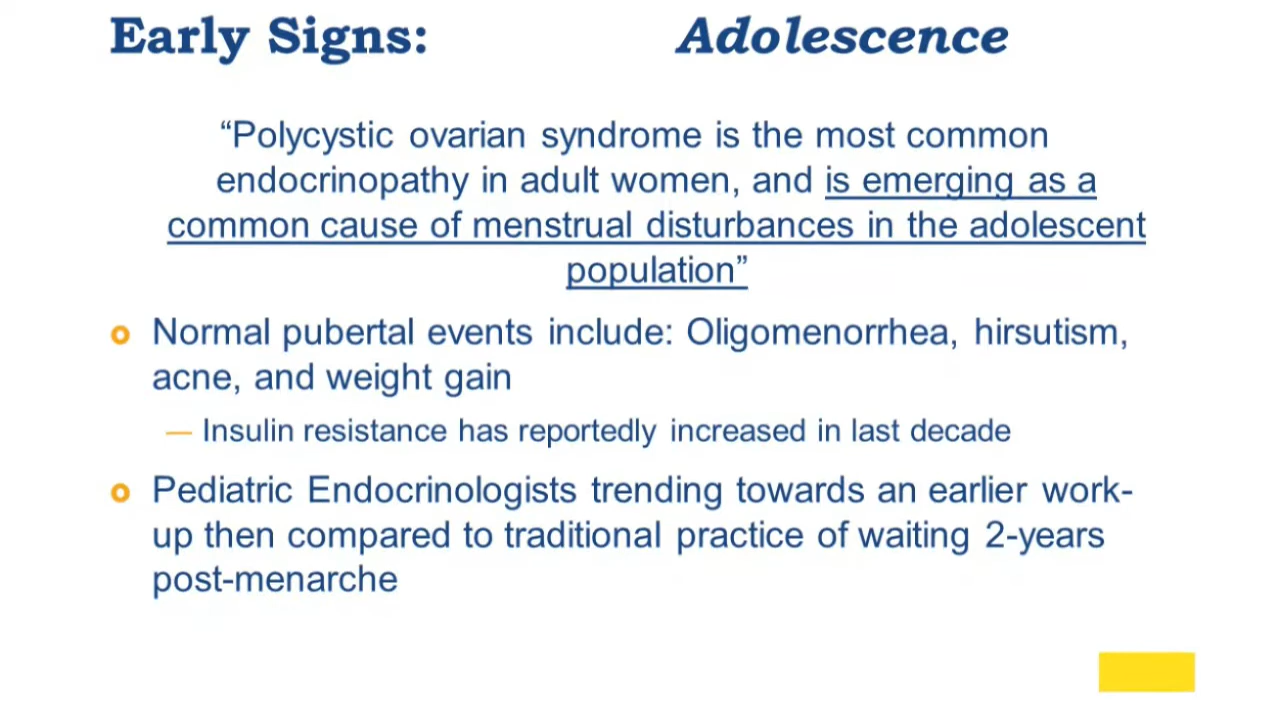 Early Signs: Adolescence
“Polycystic ovarian syndrome is the most common
endocrinopathy in adult women, and is emerging as a
common cause of menstrual disturbances in the adolescent
population”
Normal pubertal events include: Oligomenorrhea, hirsutism,
acne, and weight gain
— Insulin resistance has reportedly increased in last decade
Pediatric Endocrinologists trending towards an earlier work-
up then compared to traditional practice of waiting 2-years
post-menarche